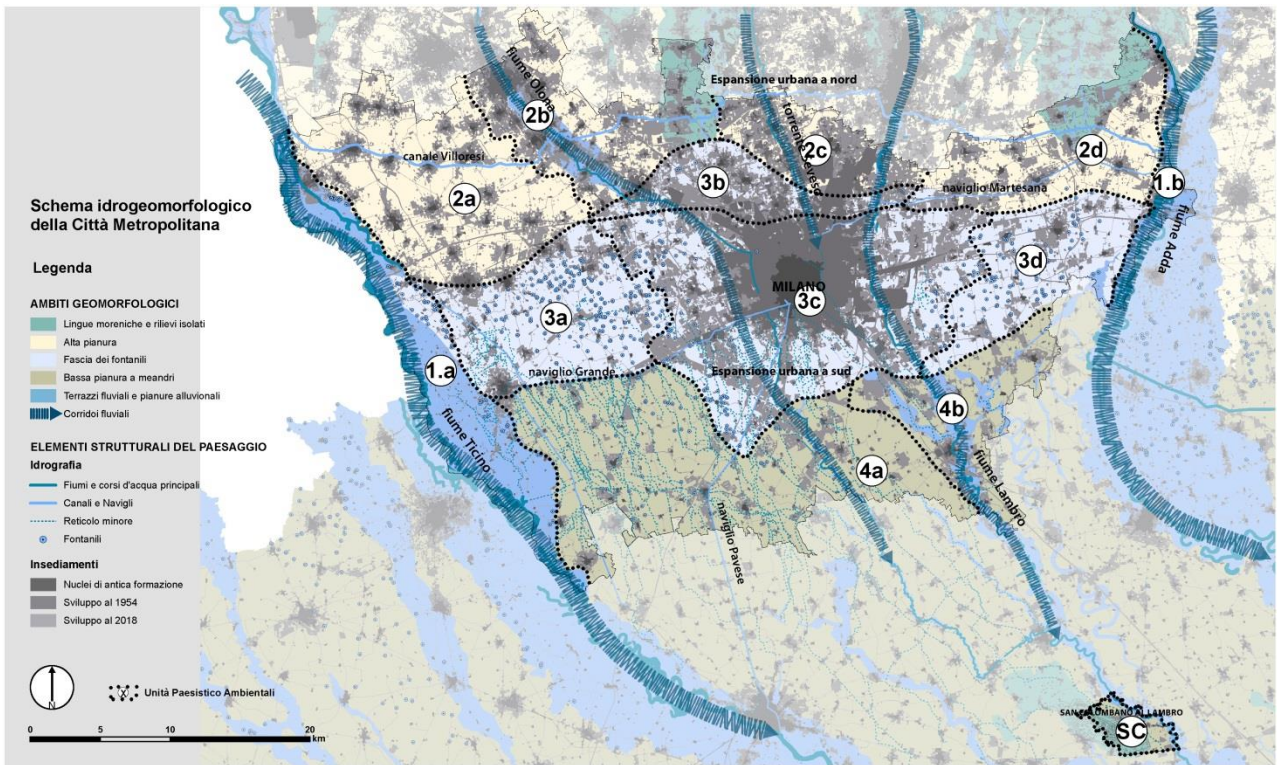 Schema idrogeomorfologico
della Città Metropolitana
Legenda
AMBITI GEOMORFOLOGICI
Lingue moreniche e rilievi isolati
Alta pianura
Fascia dei fontanili
Bassa pianura a meandri
Terrazzi fluviali e pianure alluvionali
Corridoi fluviali
ELEMENTI STRUTTURALI DEL PAESAGGIO
Idrografia
Fiumi e corsi d'acqua principali
Canali e Navigli
Reticolo minore
Fontanili
Insediamenti
Nuclei di antica formazione
Sviluppo al 1954
Sviluppo al 2018
N
X
Unità Paesistico Ambientali
0
10
20
5
km
fiume Olona
Espansione urbana a nord
2b
torrente Seveso
2c
2d
canale Villoresi
3b
naviglio Martesana
1.b
2a
fiume Adda
3d
MILANO
3c
3a
1.a
naviglio Grande
Espansione urbana a sud
4b
fiume Ticino
4a
fiume Lambro
naviglio Pavese
SAN COLOMBANO AL LAMBRO
SC